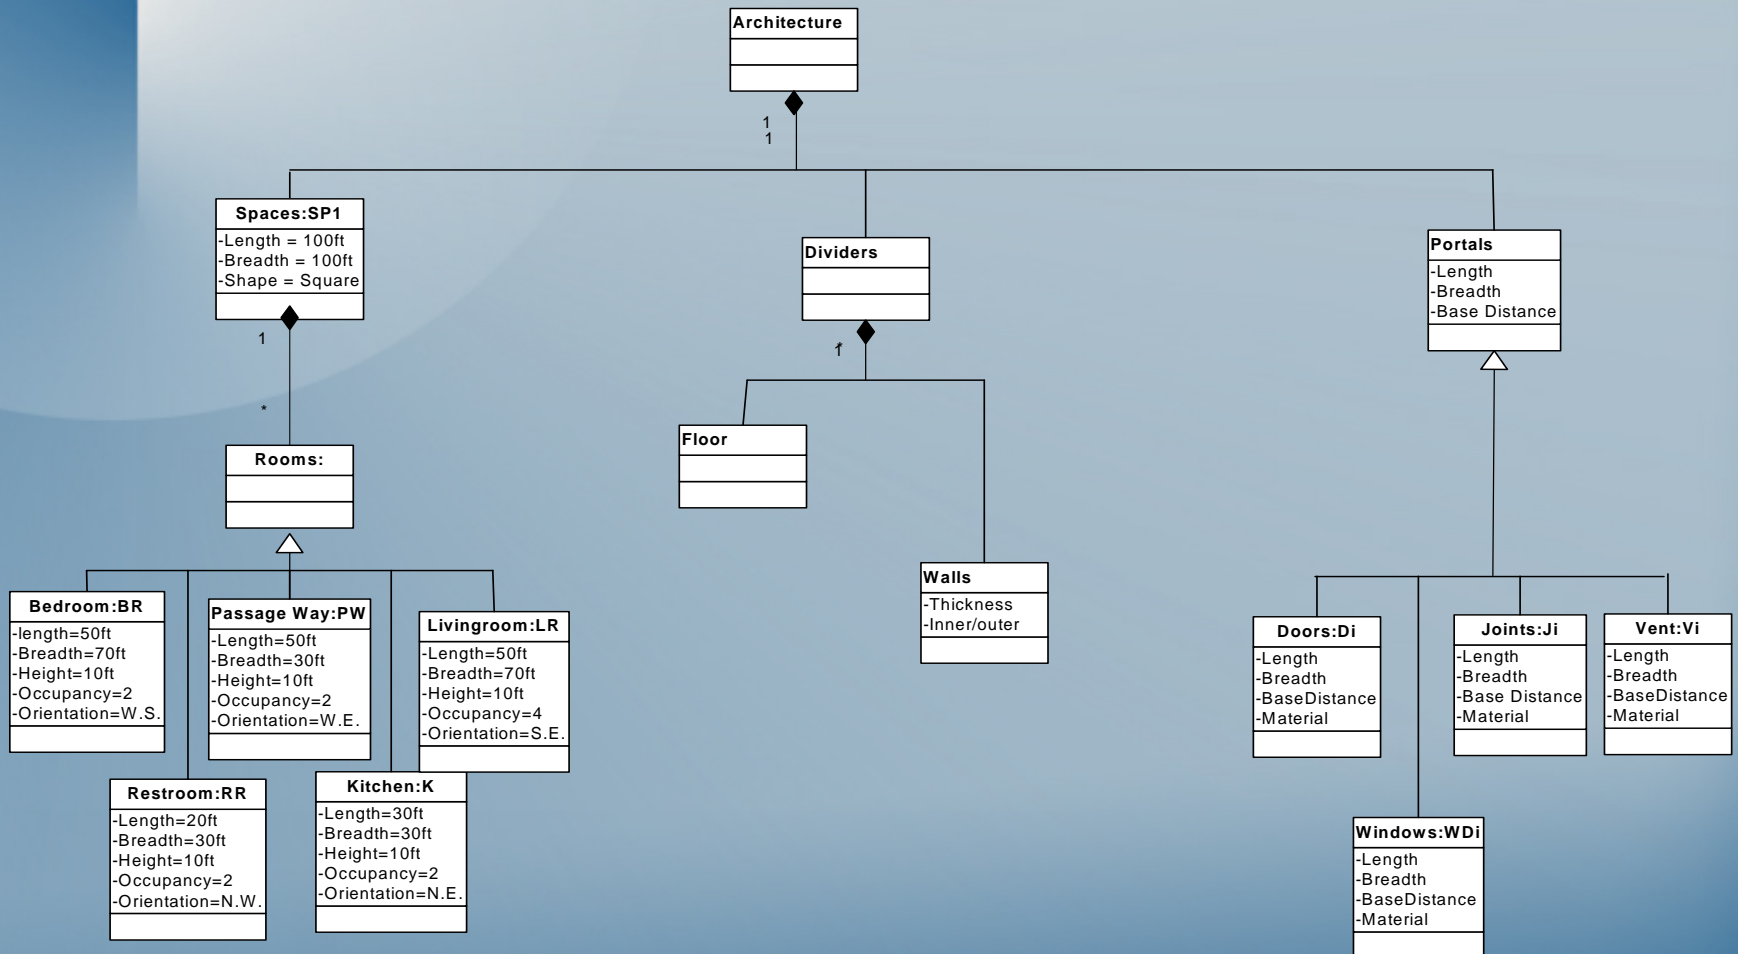 Architecture
1
1
Spaces:SP1
-Length = 100ft
-Breadth = 100ft
-Shape = Square
1
*
Dividers
1
*
Portals
-Length
-Breadth
-Base Distance
Rooms:
Floor
Walls
-Thickness
-Inner/outer
Bedroom:BR
-length=50ft
-Breadth=70ft
-Height=10ft
-Occupancy=2
-Orientation=W.S.
Passage Way:PW
-Length=50ft
-Breadth=30ft
-Height=10ft
-Occupancy=2
-Orientation=W.E.
Livingroom:LR
-Length=50ft
-Breadth=70ft
-Height=10ft
-Occupancy=4
-Orientation=S.E.
Restroom:RR
-Length=20ft
-Breadth=30ft
-Height=10ft
-Occupancy=2
-Orientation=N.W.
Kitchen:K
-Length=30ft
-Breadth=30ft
-Height=10ft
-Occupancy=2
-Orientation=N.E.
Doors:Di
-Length
-Breadth
-BaseDistance
-Material
Joints:Ji
-Length
-Breadth
-Base Distance
-Material
Vent:Vi
-Length
-Breadth
-BaseDistance
-Material
Windows:WDi
-Length
-Breadth
-BaseDistance
-Material